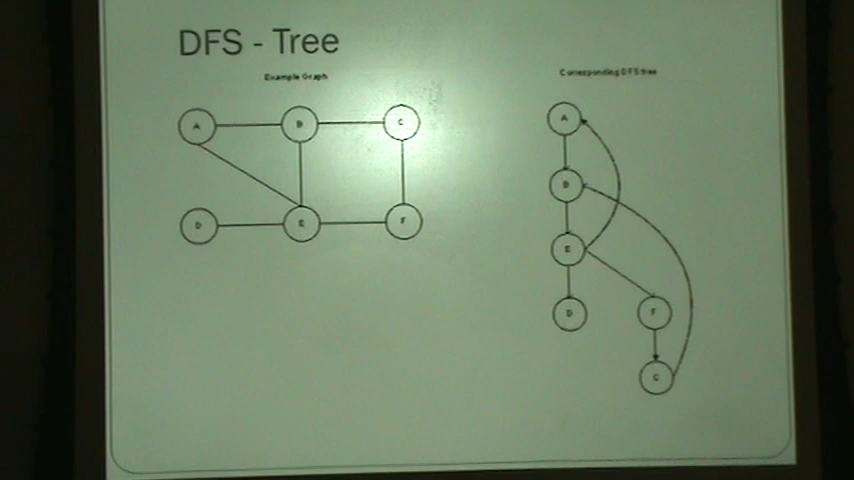 DFS - Tree
Example Graph
Corresponding DFS tree
A B C
D E F
A
B
E
D F
C